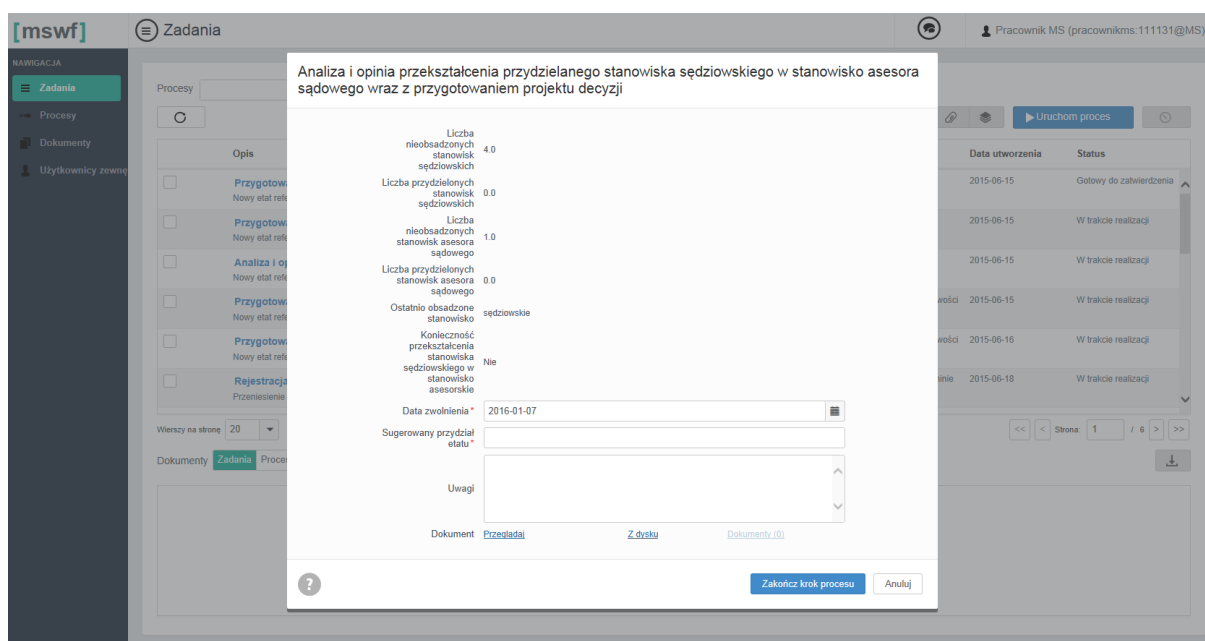 [mswf]
Zadania
Pracownik MS (pracownikms:111131@MS)
NAWIGACJA
Zadania
Procesy
Dokumenty
Użytkownicy zewnę
Procesy
Uruchom proces
Opis
Data utworzenia
Status
Przygotowa
Nowy etat refe
2015-06-15
Gotowy do zatwierdzenia
Przygotowa
Nowy etat refe
2015-06-15
W trakcie realizacji
Analiza i op
Nowy etat refe
2015-06-15
W trakcie realizacji
Przygotowa
Nowy etat refe
wości
2015-06-15
W trakcie realizacji
Przygotowa
Nowy etat refe
wości
2015-06-16
W trakcie realizacji
Rejestracja
Przeniesienie
2015-06-18
W trakcie realizacji
Wierszy na stronę
20
<<
<
Strona:
1
/ 6
>
>>
Dokumenty
Zadania
Proces
Analiza i opinia przekształcenia przydzielanego stanowiska sędziowskiego w stanowisko asesora
sądowego wraz z przygotowaniem projektu decyzji
Liczba
nieobsadzonych
stanowisk
sędziowskich
4.0
Liczba przydzielonych
stanowisk
sędziowskich
0.0
Liczba
nieobsadzonych
stanowisk asesora
sądowego
1.0
Liczba przydzielonych
stanowisk asesora
sądowego
0.0
Ostatnio obsadzone
stanowisko
sędziowskie
Konieczność
przekształcenia
stanowiska
sędziowskiego w
stanowisko
asesorskie
Nie
Data zwolnienia*
2016-01-07
Sugerowany przydział
etatu*
Uwagi
Dokument
Przeglądaj
Z dysku
Dokumenty (0)
?
Zakończ krok procesu
Anuluj